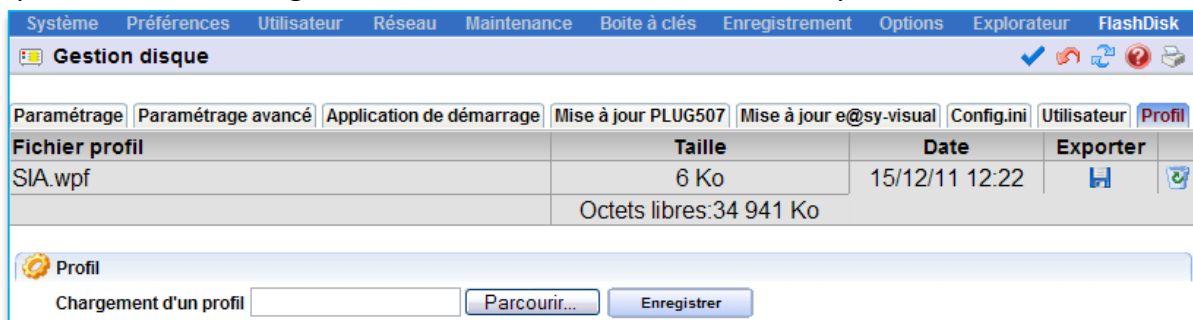 Système Préférences Utilisateur Réseau Maintenance Boite à clés Enregistrement Options Explorateur FlashDisk
Gestion disque
Paramétrage Paramétrage avancé Application de démarrage Mise à jour PLUG507 Mise à jour e@sy-visual Config.ini Utilisateur Profil
Fichier profil Taille Date Exporter
SIA.wpf 6 Ko 15/12/11 12:22
Octets libres:34 941 Ko
Profil
Chargement d'un profil Parcourir... Enregistrer